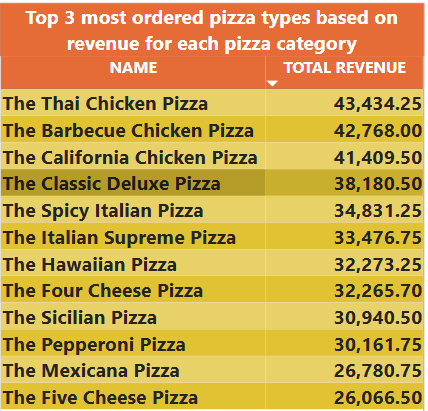 Top 3 most ordered pizza types based on
revenue for each pizza category
NAME TOTAL REVENUE
The Thai Chicken Pizza 43,434.25
The Barbecue Chicken Pizza 42,768.00
The California Chicken Pizza 41,409.50
The Classic Deluxe Pizza 38,180.50
The Spicy Italian Pizza 34,831.25
The Italian Supreme Pizza 33,476.75
The Hawaiian Pizza 32,273.25
The Four Cheese Pizza 32,265.70
The Sicilian Pizza 30,940.50
The Pepperoni Pizza 30,161.75
The Mexicana Pizza 26,780.75
The Five Cheese Pizza 26,066.50